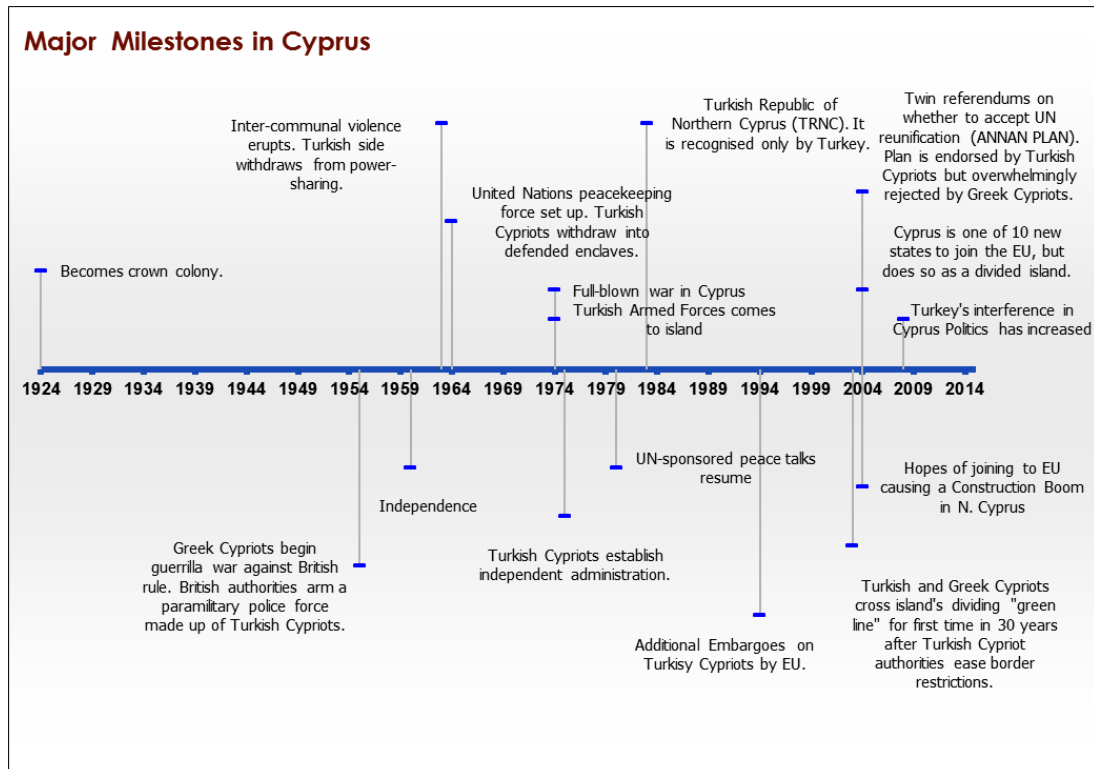 Major Milestones in Cyprus
Inter-communal violence
erupts. Turkish side
withdraws from power-
sharing.
Turkish Republic of
Northern Cyprus (TRNC). It
is recognised only by Turkey.
Twin referendums on
whether to accept UN
reunification (ANNAN PLAN).
Plan is endorsed by Turkish
Cypriots but overwhelmingly
rejected by Greek Cypriots.
United Nations peacekeeping
force set up. Turkish
Cypriots withdraw into
defended enclaves.
Cyprus is one of 10 new
states to join the EU, but
does so as a divided island.
Becomes crown colony.
Full-blown war in Cyprus
Turkish Armed Forces comes
to island
Turkey's interference in
Cyprus Politics has increased
1924 1929 1934 1939 1944 1949 1954 1959 1964 1969 1974 1979 1984 1989 1994 1999 2004 2009 2014
Independence
UN-sponsored peace talks
resume
Hopes of joining to EU
causing a Construction Boom
in N. Cyprus
Greek Cypriots begin
guerrilla war against British
rule. British authorities arm a
paramilitary police force
made up of Turkish Cypriots.
Turkish Cypriots establish
independent administration.
Turkish and Greek Cypriots
cross island's dividing "green
line" for first time in 30 years
after Turkish Cypriot
authorities ease border
restrictions.
Additional Embargoes on
Turkisy Cypriots by EU.